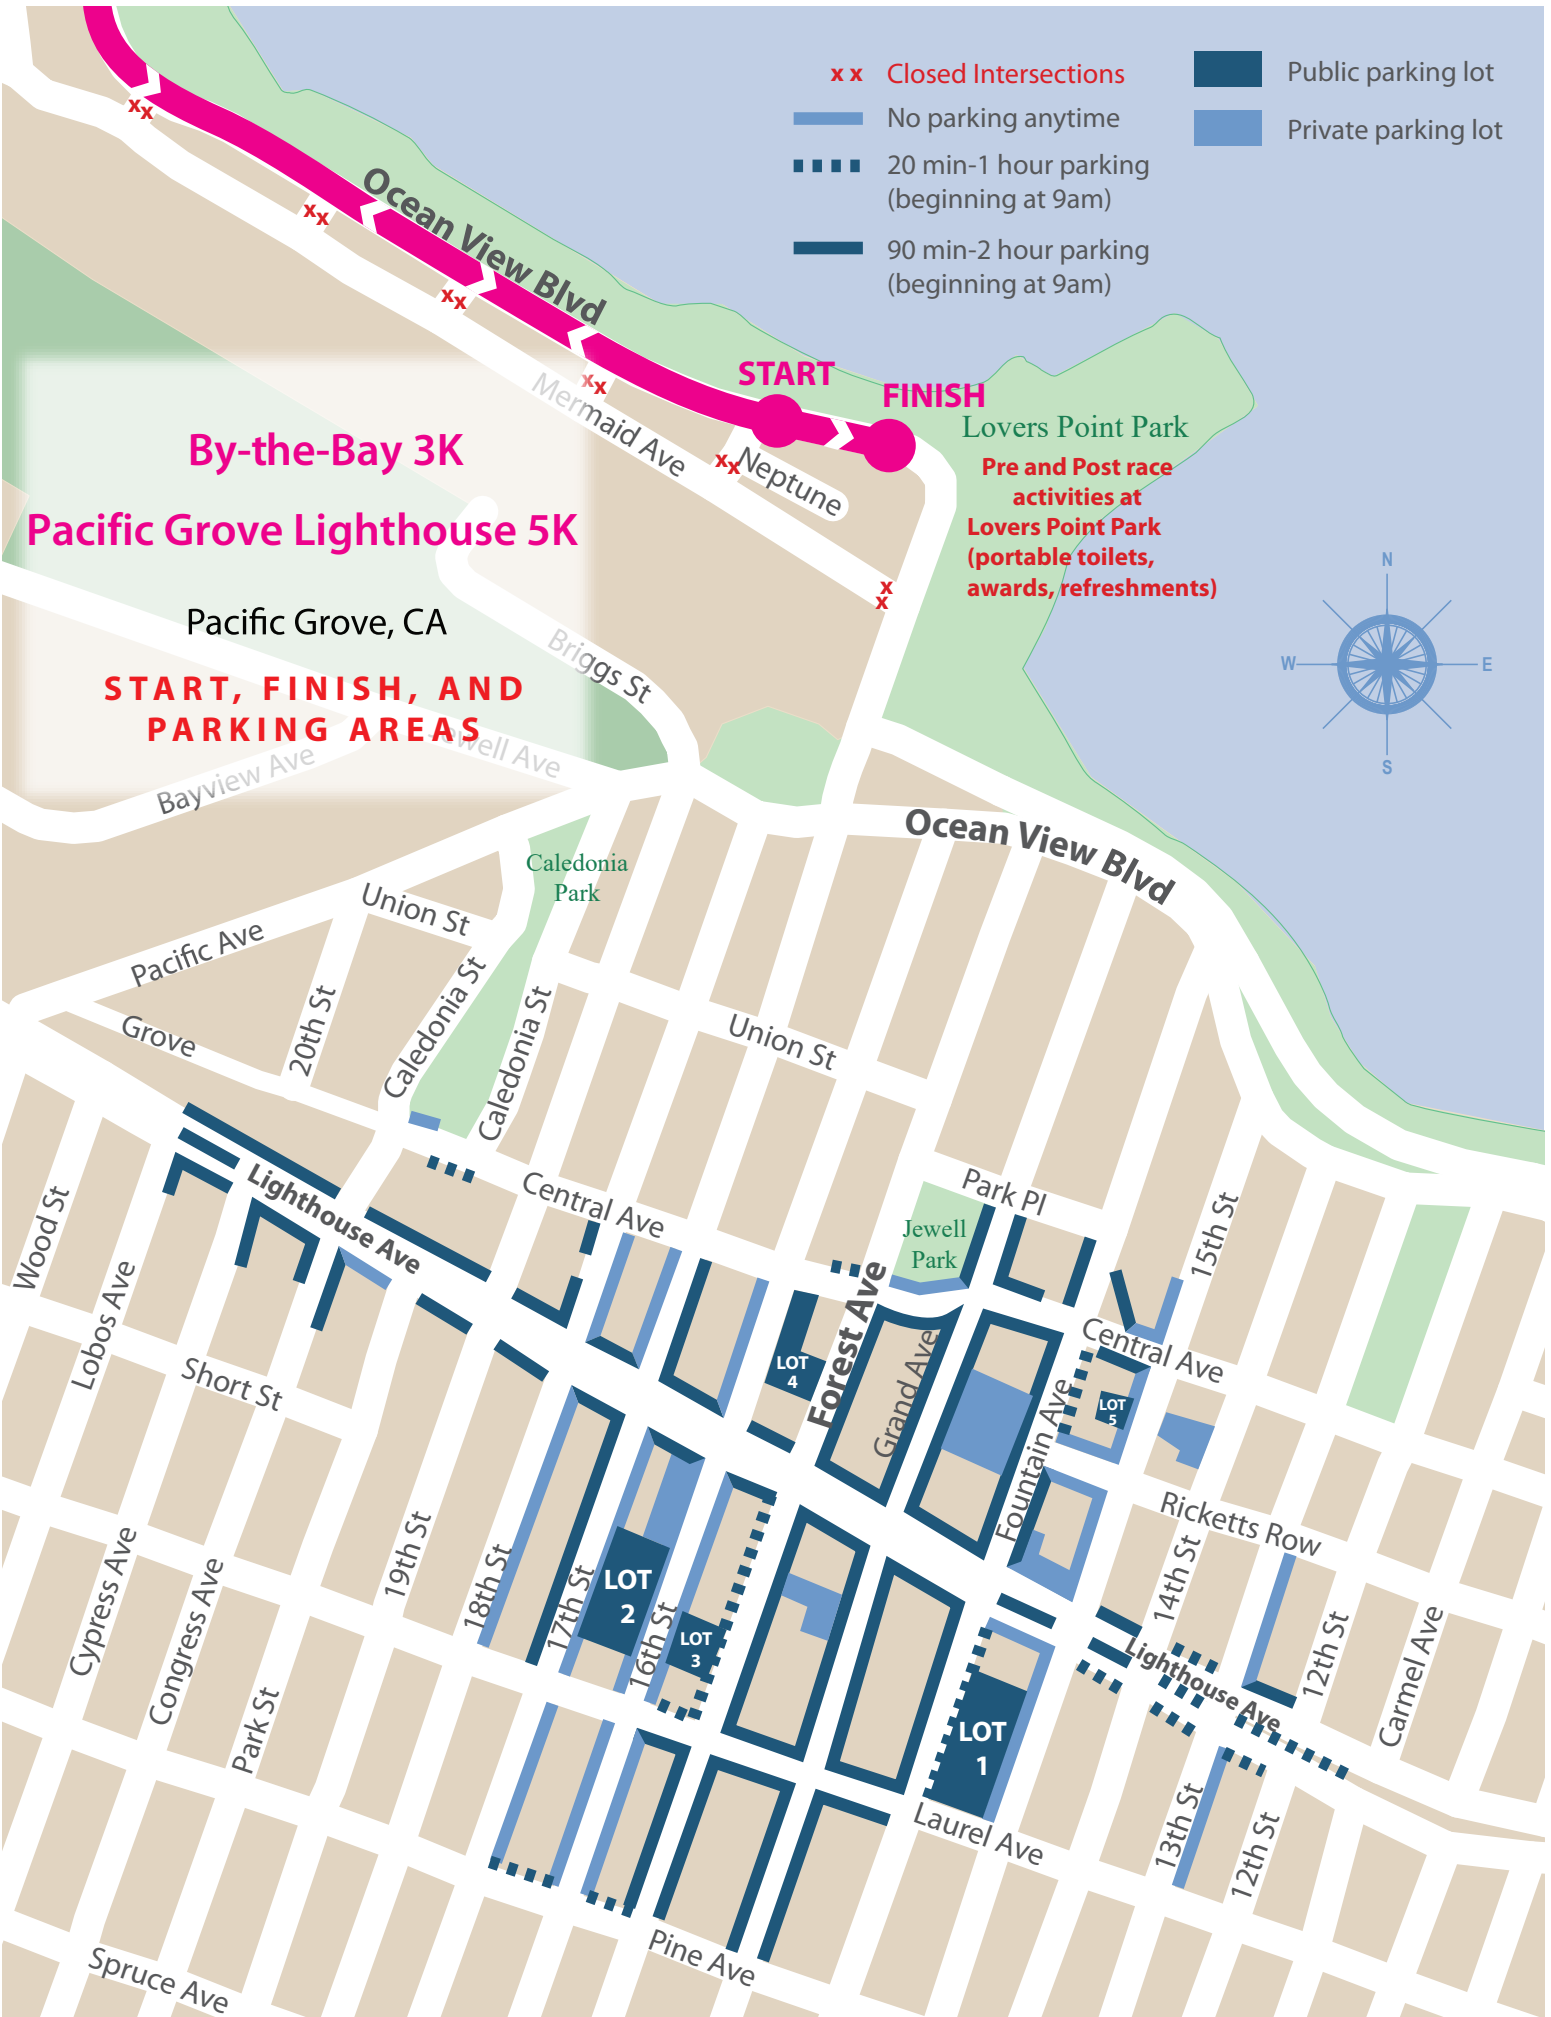 x x Closed Intersections
No parking anytime
20 min-1 hour parking
(beginning at 9am)
90 min-2 hour parking
(beginning at 9am)
Public parking lot
Private parking lot
xx
xx
xx
xx
xx
x
x
Ocean View Blvd
START
FINISH
Mermaid Ave
Neptune
Lovers Point Park
Pre and Post race
activities at
Lovers Point Park
(portable toilets,
awards, refreshments)
N
W
E
S
By-the-Bay 3K
Pacific Grove Lighthouse 5K
Pacific Grove, CA
START, FINISH, AND
PARKING AREAS
Briggs St
Jewell Ave
Bayview Ave
Ocean View Blvd
Caledonia
Park
Union St
Pacific Ave
Caledonia St
20th St
Grove
Caledonia St
Union St
Lighthouse Ave
Central Ave
Park Pl
Jewell
Park
15th St
Wood St
Lobos Ave
Short St
Forest Ave
Grand Ave
Central Ave
LOT
4
LOT
5
Fountain Ave
Ricketts Row
Cypress Ave
Congress Ave
Park St
19th St
18th St
17th St
16th St
LOT
2
LOT
3
14th St
Lighthouse Ave
12th St
Carmel Ave
LOT
1
Laurel Ave
13th St
12th St
Pine Ave
Spruce Ave